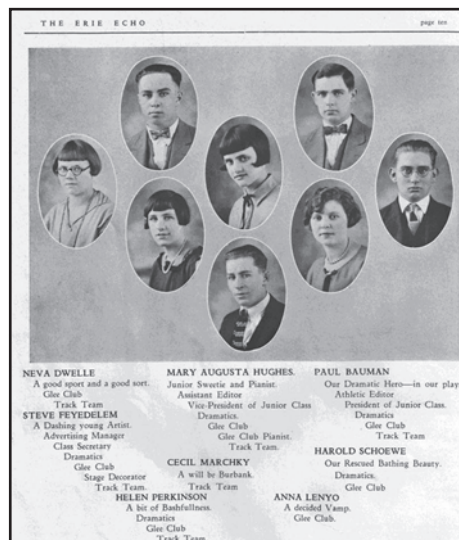 THE ERIE ECHO
page ten
NEVA DWELLE
A good sport and a good sort.
Glee Club
Track Team
STEVE FEYEDELEM
A Dashing young Artist.
Advertising Manager
Class Secretary
Dramatics
Glee Club
Stage Decorator
Track Team.
MARY AUGUSTA HUGHES.
Junior Sweetie and Pianist.
Assistant Editor
Vice-President of Junior Class
Dramatics.
Glee Club
Glee Club Pianist.
Track Team.
CECIL MARCHKY
A will be Burbank.
Track Team
HELEN PERKINSON
A bit of Bashfullness.
Dramatics
Glee Club
Track Team
PAUL BAUMAN
Our Dramatic Hero—in our play
Athletic Editor
President of Junior Class.
Dramatics
Glee Club
Track Team
HAROLD SCHOEWE
Our Rescued Bathing Beauty.
Dramatics.
Glee Club
ANNA LENYO
A decided Vamp.
Glee Club.